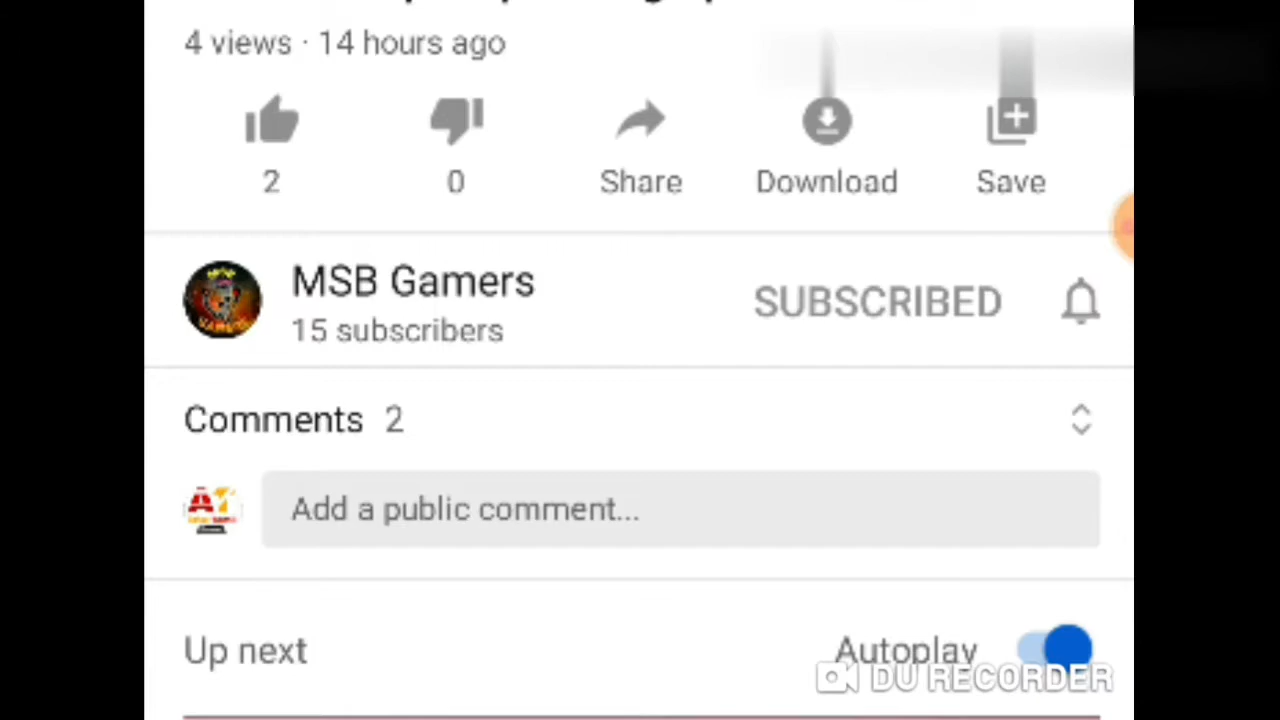 4 views · 14 hours ago
2
0
Share
Download
Save
MSB Gamers
15 subscribers
SUBSCRIBED
Comments 2
Add a public comment...
Up next
Autoplay
DU RECORDER